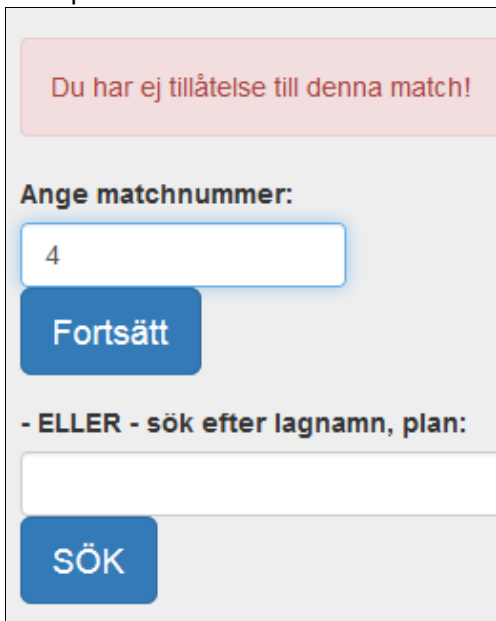 Du har ej tillåtelse till denna match!
Ange matchnummer:
4
Fortsätt
- ELLER - sök efter lagnamn, plan:
SÖK